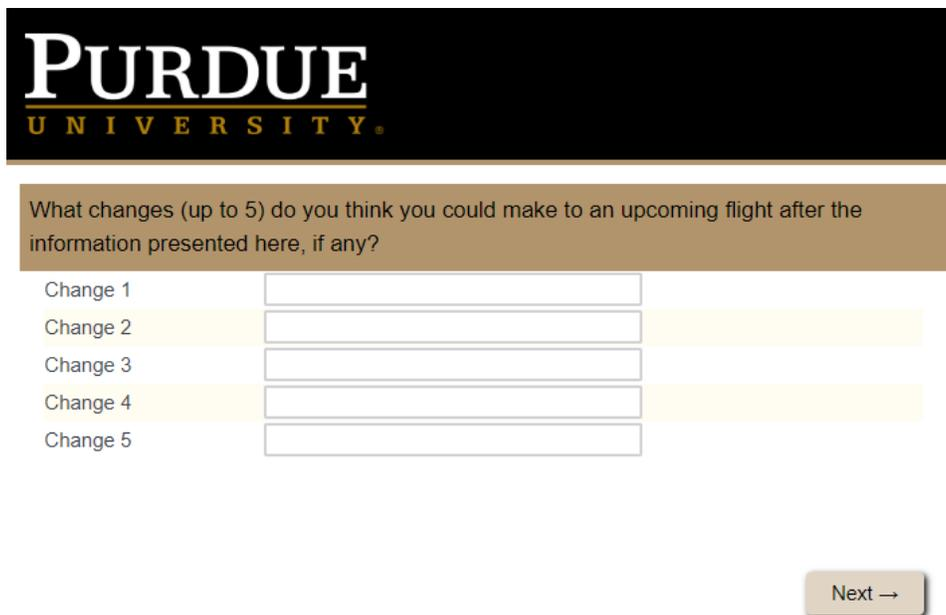 PURDUE
UNIVERSITY®
What changes (up to 5) do you think you could make to an upcoming flight after the
information presented here, if any?
Change 1
Change 2
Change 3
Change 4
Change 5
Next →